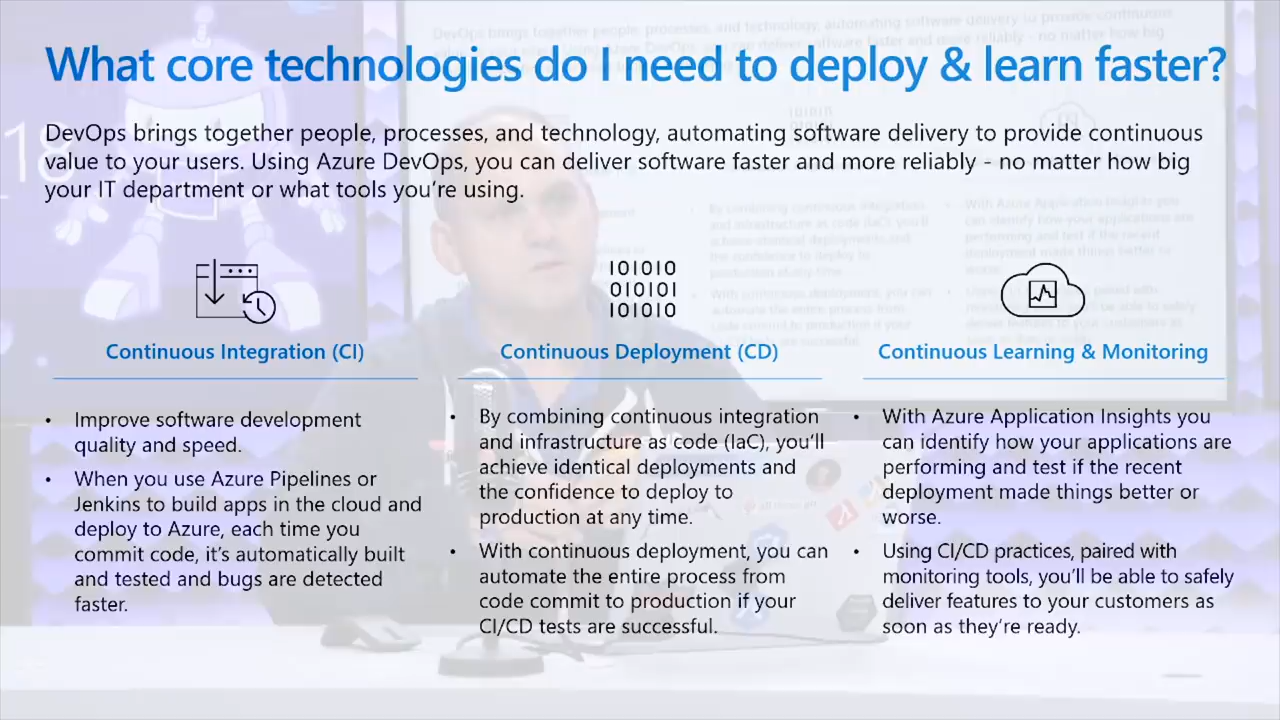 What core technologies do I need to deploy & learn faster?
DevOps brings together people, processes, and technology, automating software delivery to provide continuous
value to your users. Using Azure DevOps, you can deliver software faster and more reliably - no matter how big
your IT department or what tools you're using.
18
101010
010101
101010
Continuous Integration (CI)
• Improve software development
quality and speed.
• When you use Azure Pipelines or
Jenkins to build apps in the cloud and
deploy to Azure, each time you
commit code, it's automatically built
and tested and bugs are detected
faster.
Continuous Deployment (CD)
• By combining continuous integration
and infrastructure as code (IaC), you'll
achieve identical deployments and
the confidence to deploy to
production at any time.
• With continuous deployment, you can
automate the entire process from
code commit to production if your
CI/CD tests are successful.
Continuous Learning & Monitoring
• With Azure Application Insights you
can identify how your applications are
performing and test if the recent
deployment made things better or
worse.
• Using CI/CD practices, paired with
monitoring tools, you'll be able to safely
deliver features to your customers as
soon as they're ready.